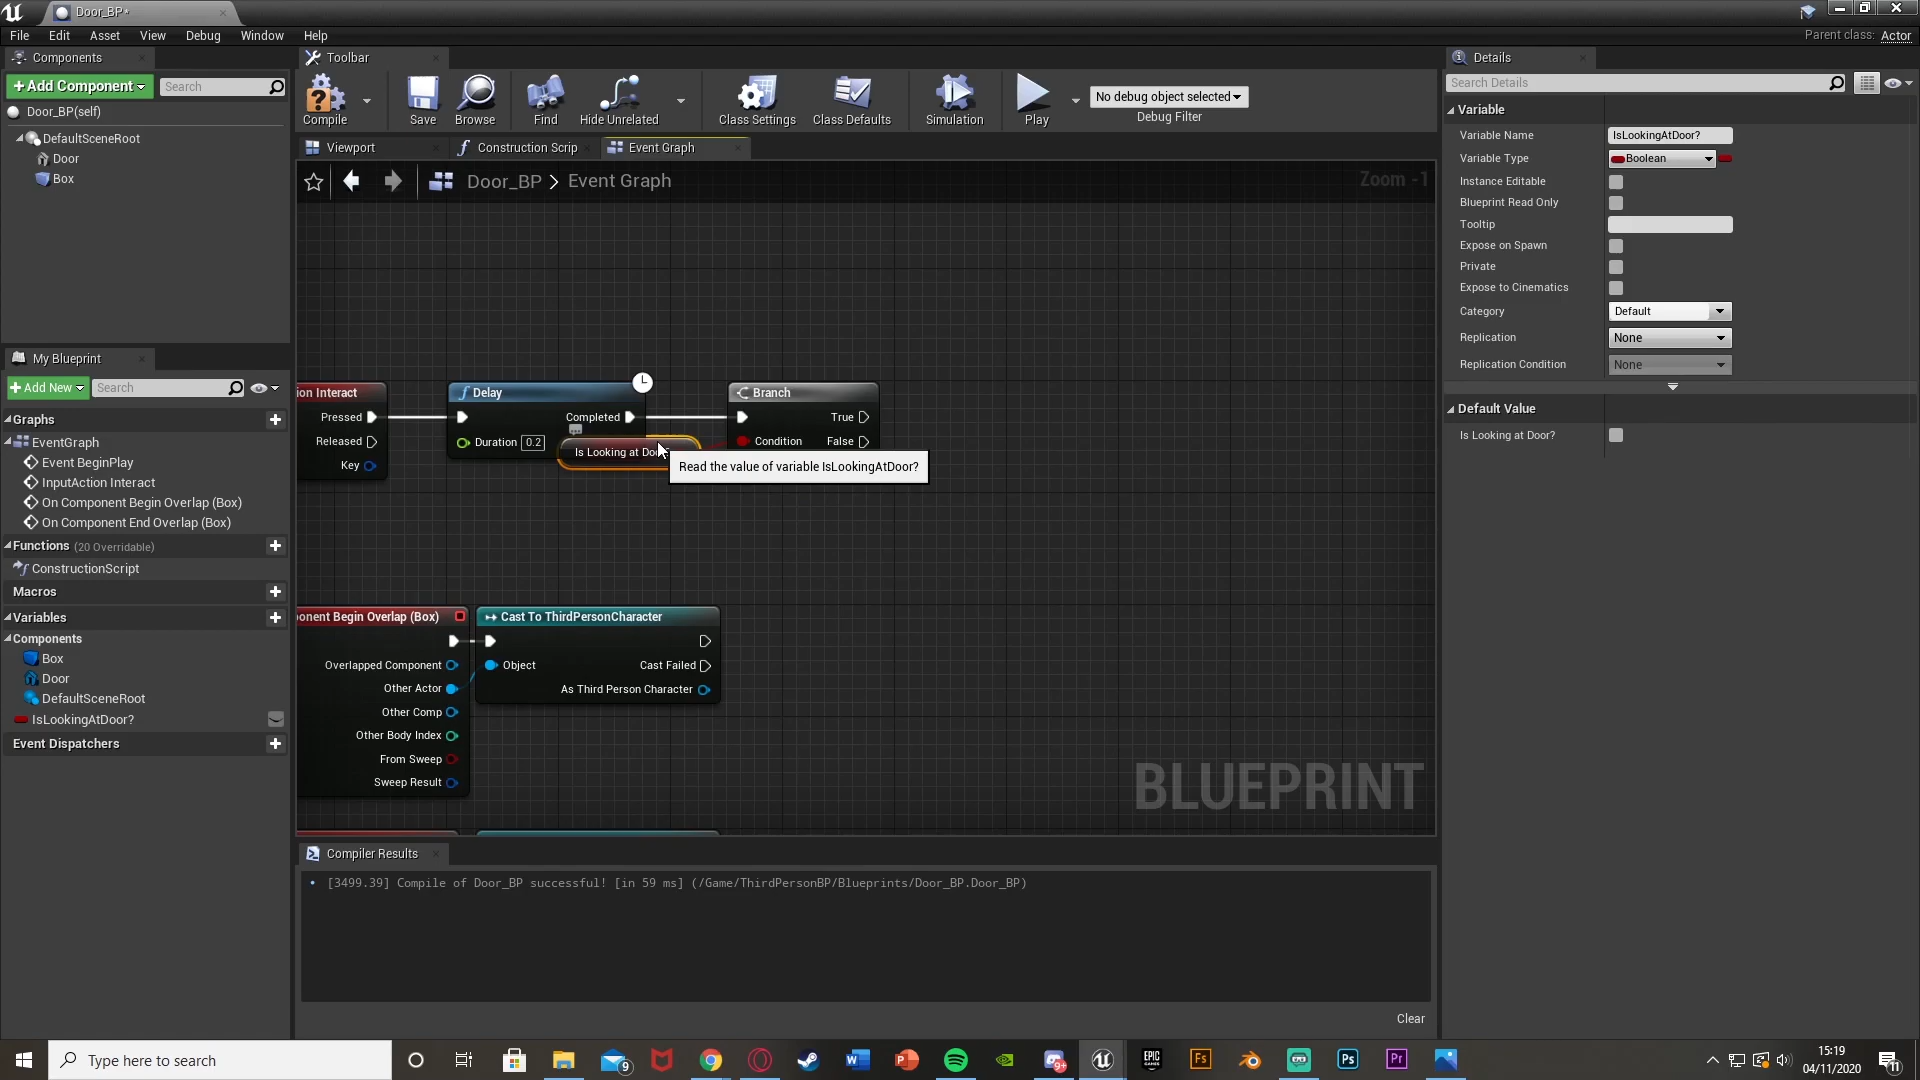 Door_BP*
File Edit Asset View Debug Window Help
Parent class: Actor
Components
+Add Component
Search
Door_BP(self)
DefaultSceneRoot
Door
Box
Toolbar
Compile
Save
Browse
Find
Hide Unrelated
Class Settings
Class Defaults
Simulation
Play
No debug object selected
Debug Filter
Viewport
Construction Scrip
Event Graph
Door_BP > Event Graph
Zoom -1
ion Interact
Pressed
Released
Key
Delay
Completed
Duration 0.2
Branch
True
Condition
False
Is Looking at Doo
Read the value of variable IsLookingAtDoor?
ponent Begin Overlap (Box)
Overlapped Component
Other Actor
Other Comp
Other Body Index
From Sweep
Sweep Result
Cast To ThirdPersonCharacter
Object
Cast Failed
As Third Person Character
BLUEPRINT
My Blueprint
+Add New
Search
Graphs
EventGraph
Event BeginPlay
InputAction Interact
On Component Begin Overlap (Box)
On Component End Overlap (Box)
Functions (20 Overridable)
ConstructionScript
Macros
Variables
Components
Box
Door
DefaultSceneRoot
IsLookingAtDoor?
Event Dispatchers
Compiler Results
[3499.39] Compile of Door_BP successful! [in 59 ms] (/Game/ThirdPersonBP/Blueprints/Door_BP.Door_BP)
Clear
Details
Search Details
Variable
Variable Name IsLookingAtDoor?
Variable Type Boolean
Instance Editable
Blueprint Read Only
Tooltip
Expose on Spawn
Private
Expose to Cinematics
Category Default
Replication None
Replication Condition None
Default Value
Is Looking at Door?
Type here to search
9
W
P
9+
EPIC GAMES
Fs
Ps
Pr
15:19
04/11/2020
11